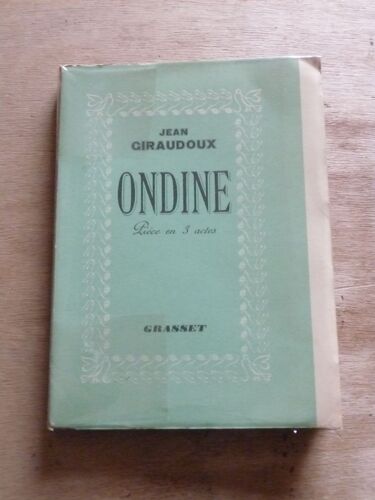 JEAN
GIRAUDOUX
ONDINE
Pièce en 3 actes
GRASSET